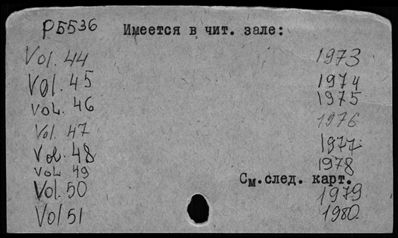 P5536 Имеется в чит. зале:
Vol. 44 1973
Vol. 45 1974
Vol. 46 1975
Vol. 47 1976
Vol. 48 1977
Vol. 49 1978
См.след. карт.
Vol. 50 1979
Vol 51 1980